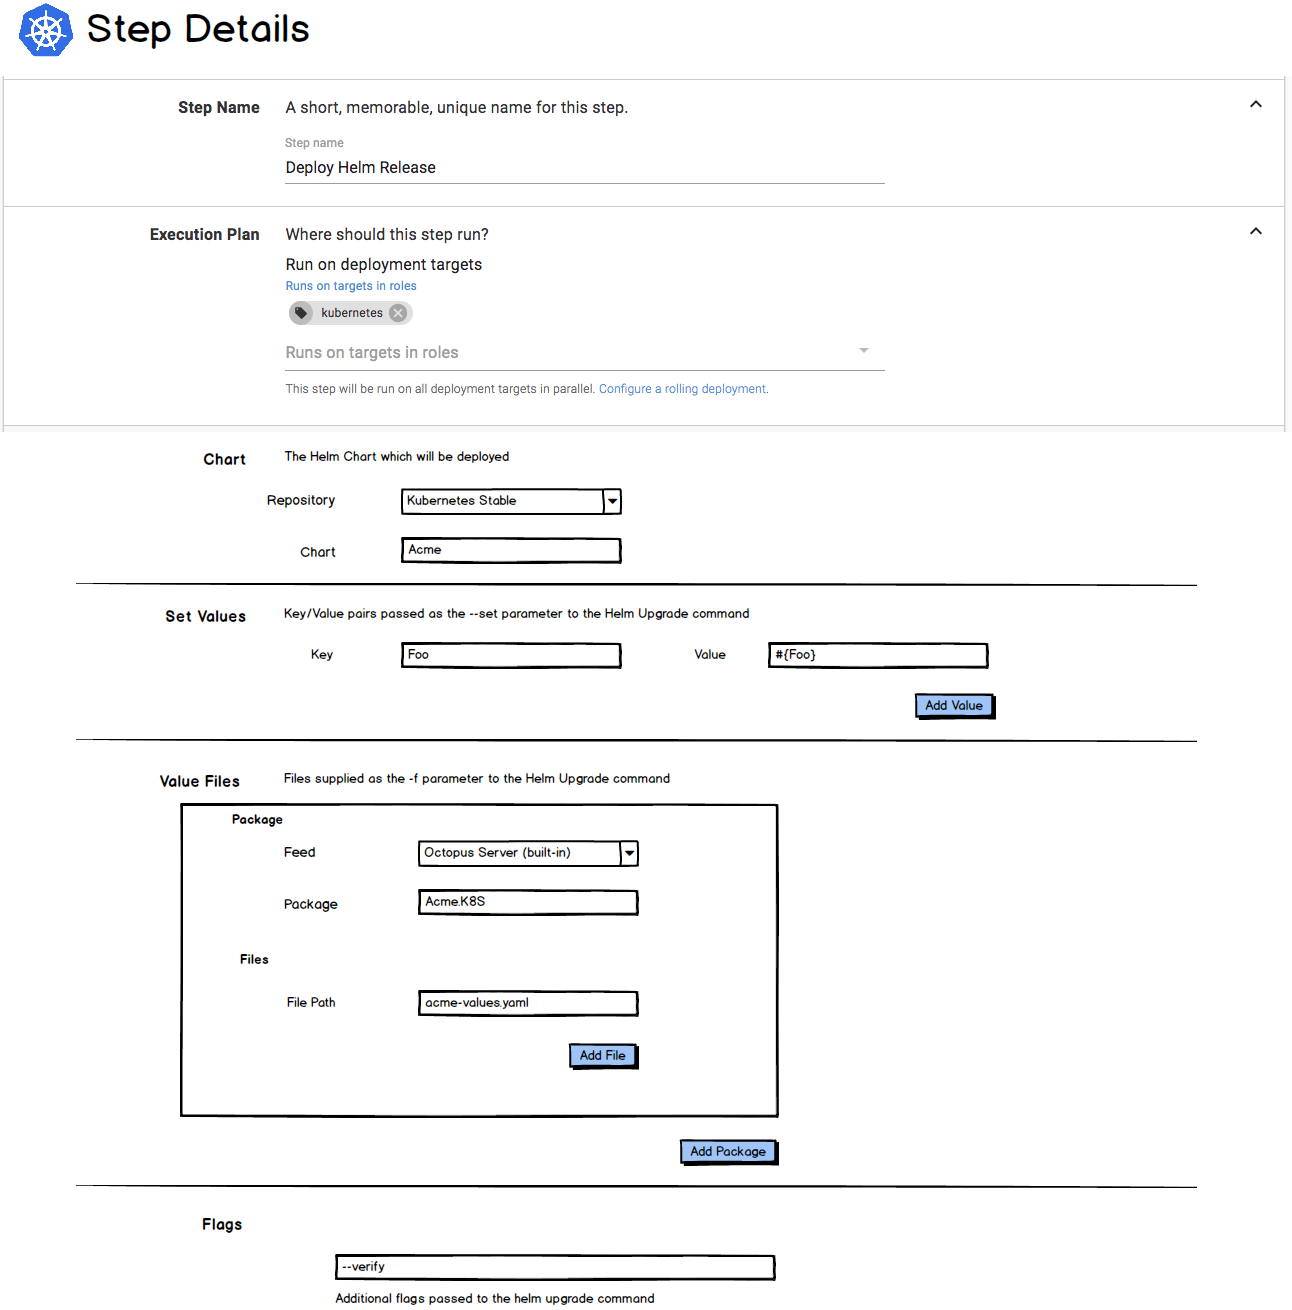 Step Details
Step Name A short, memorable, unique name for this step.
Step name
Deploy Helm Release
Execution Plan Where should this step run?
Run on deployment targets
Runs on targets in roles
kubernetes
Runs on targets in roles
This step will be run on all deployment targets in parallel. Configure a rolling deployment.
Chart The Helm Chart which will be deployed
Repository Kubernetes Stable
Chart Acme
Set Values Key/Value pairs passed as the --set parameter to the Helm Upgrade command
Key Foo Value #{Foo}
Add Value
Value Files Files supplied as the -f parameter to the Helm Upgrade command
Package
Feed Octopus Server (built-in)
Package Acme.K8S
Files
File Path acme-values.yaml
Add File
Add Package
Flags
--verify
Additional flags passed to the helm upgrade command